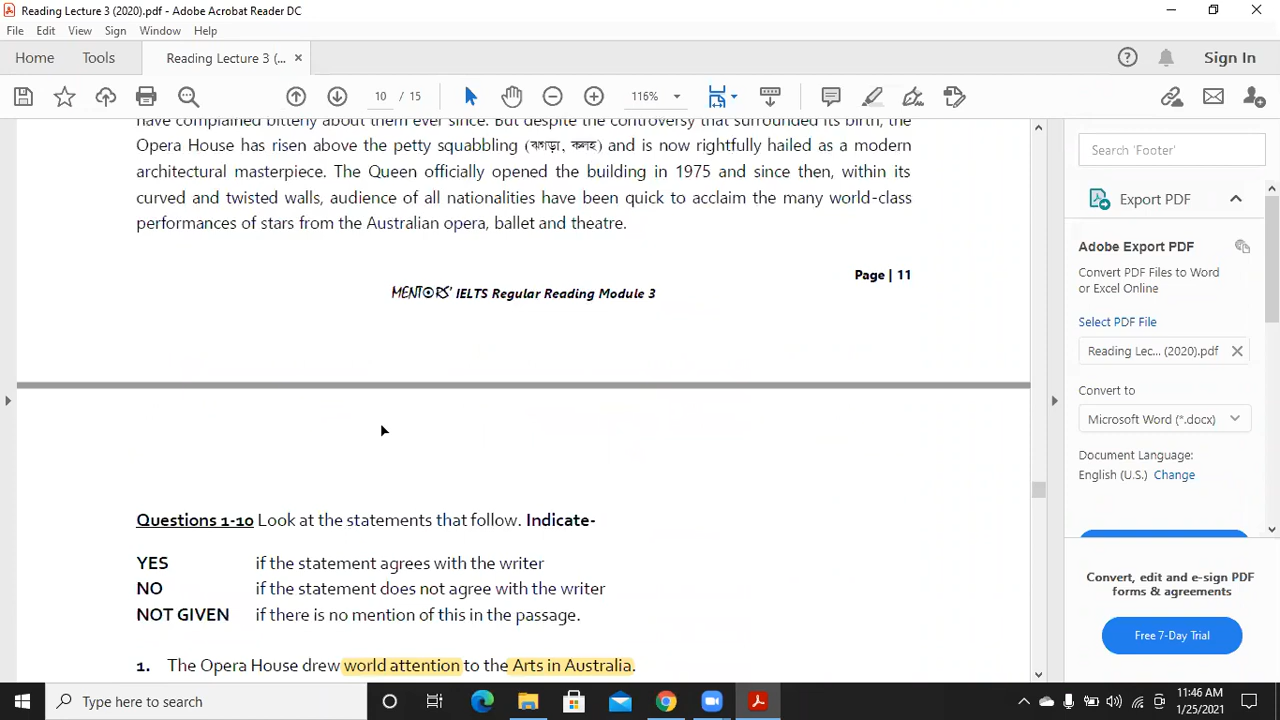 Reading Lecture 3 (2020).pdf - Adobe Acrobat Reader DC
File Edit View Sign Window Help
Home Tools Reading Lecture 3 (... × Sign In
10 / 15 116%
have complained bitterly about them ever since. But despite the controversy that surrounded its birth, the
Opera House has risen above the petty squabbling (ঝগড়া, কলহ) and is now rightfully hailed as a modern
architectural masterpiece. The Queen officially opened the building in 1975 and since then, within its
curved and twisted walls, audience of all nationalities have been quick to acclaim the many world-class
performances of stars from the Australian opera, ballet and theatre.
Page | 11
MENTORS' IELTS Regular Reading Module 3
Questions 1-10 Look at the statements that follow. Indicate-
YES if the statement agrees with the writer
NO if the statement does not agree with the writer
NOT GIVEN if there is no mention of this in the passage.
1. The Opera House drew world attention to the Arts in Australia.
Search 'Footer'
Export PDF
Adobe Export PDF
Convert PDF Files to Word
or Excel Online
Select PDF File
Reading Lec... (2020).pdf
Convert to
Microsoft Word (*.docx)
Document Language:
English (U.S.) Change
Convert, edit and e-sign PDF
forms & agreements
Free 7-Day Trial
Type here to search
11:46 AM
1/25/2021